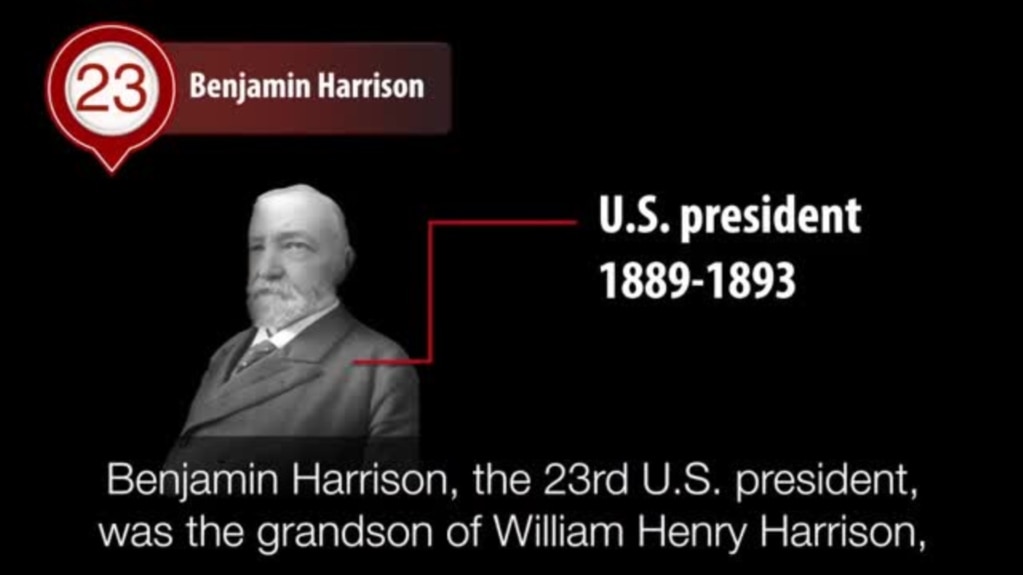 23
Benjamin Harrison
U.S. president
1889-1893
Benjamin Harrison, the 23rd U.S. president,
was the grandson of William Henry Harrison,